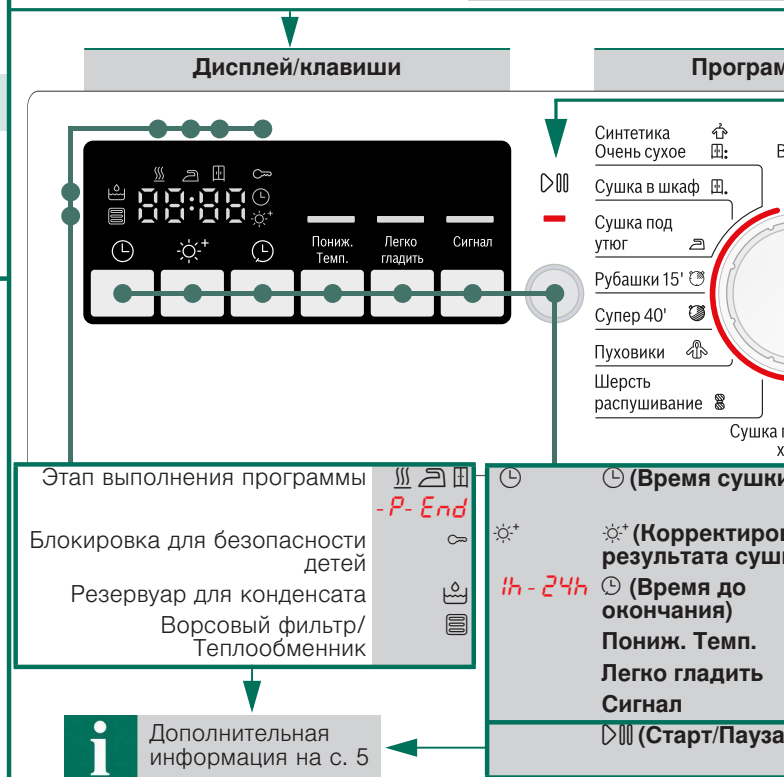 Дисплей/клавиши
Програм
Синтетика
Очень сухое
В
Сушка в шкаф
Сушка под
утюг
Рубашки 15'
Супер 40'
Пуховики
Шерсть
распушивание
Сушка
х
88:88
Пониж.
Темп.
Легко
гладить
Сигнал
Этап выполнения программы
-P- End
Блокировка для безопасности
детей
Резервуар для конденсата
Ворсовый фильтр/
Теплообменник
(Время сушки
(Корректиров
результата суш
1h - 24h
(Время до
окончания)
Пониж. Темп.
Легко гладить
Сигнал
(Старт/Пауза
i
Дополнительная
информация на с. 5